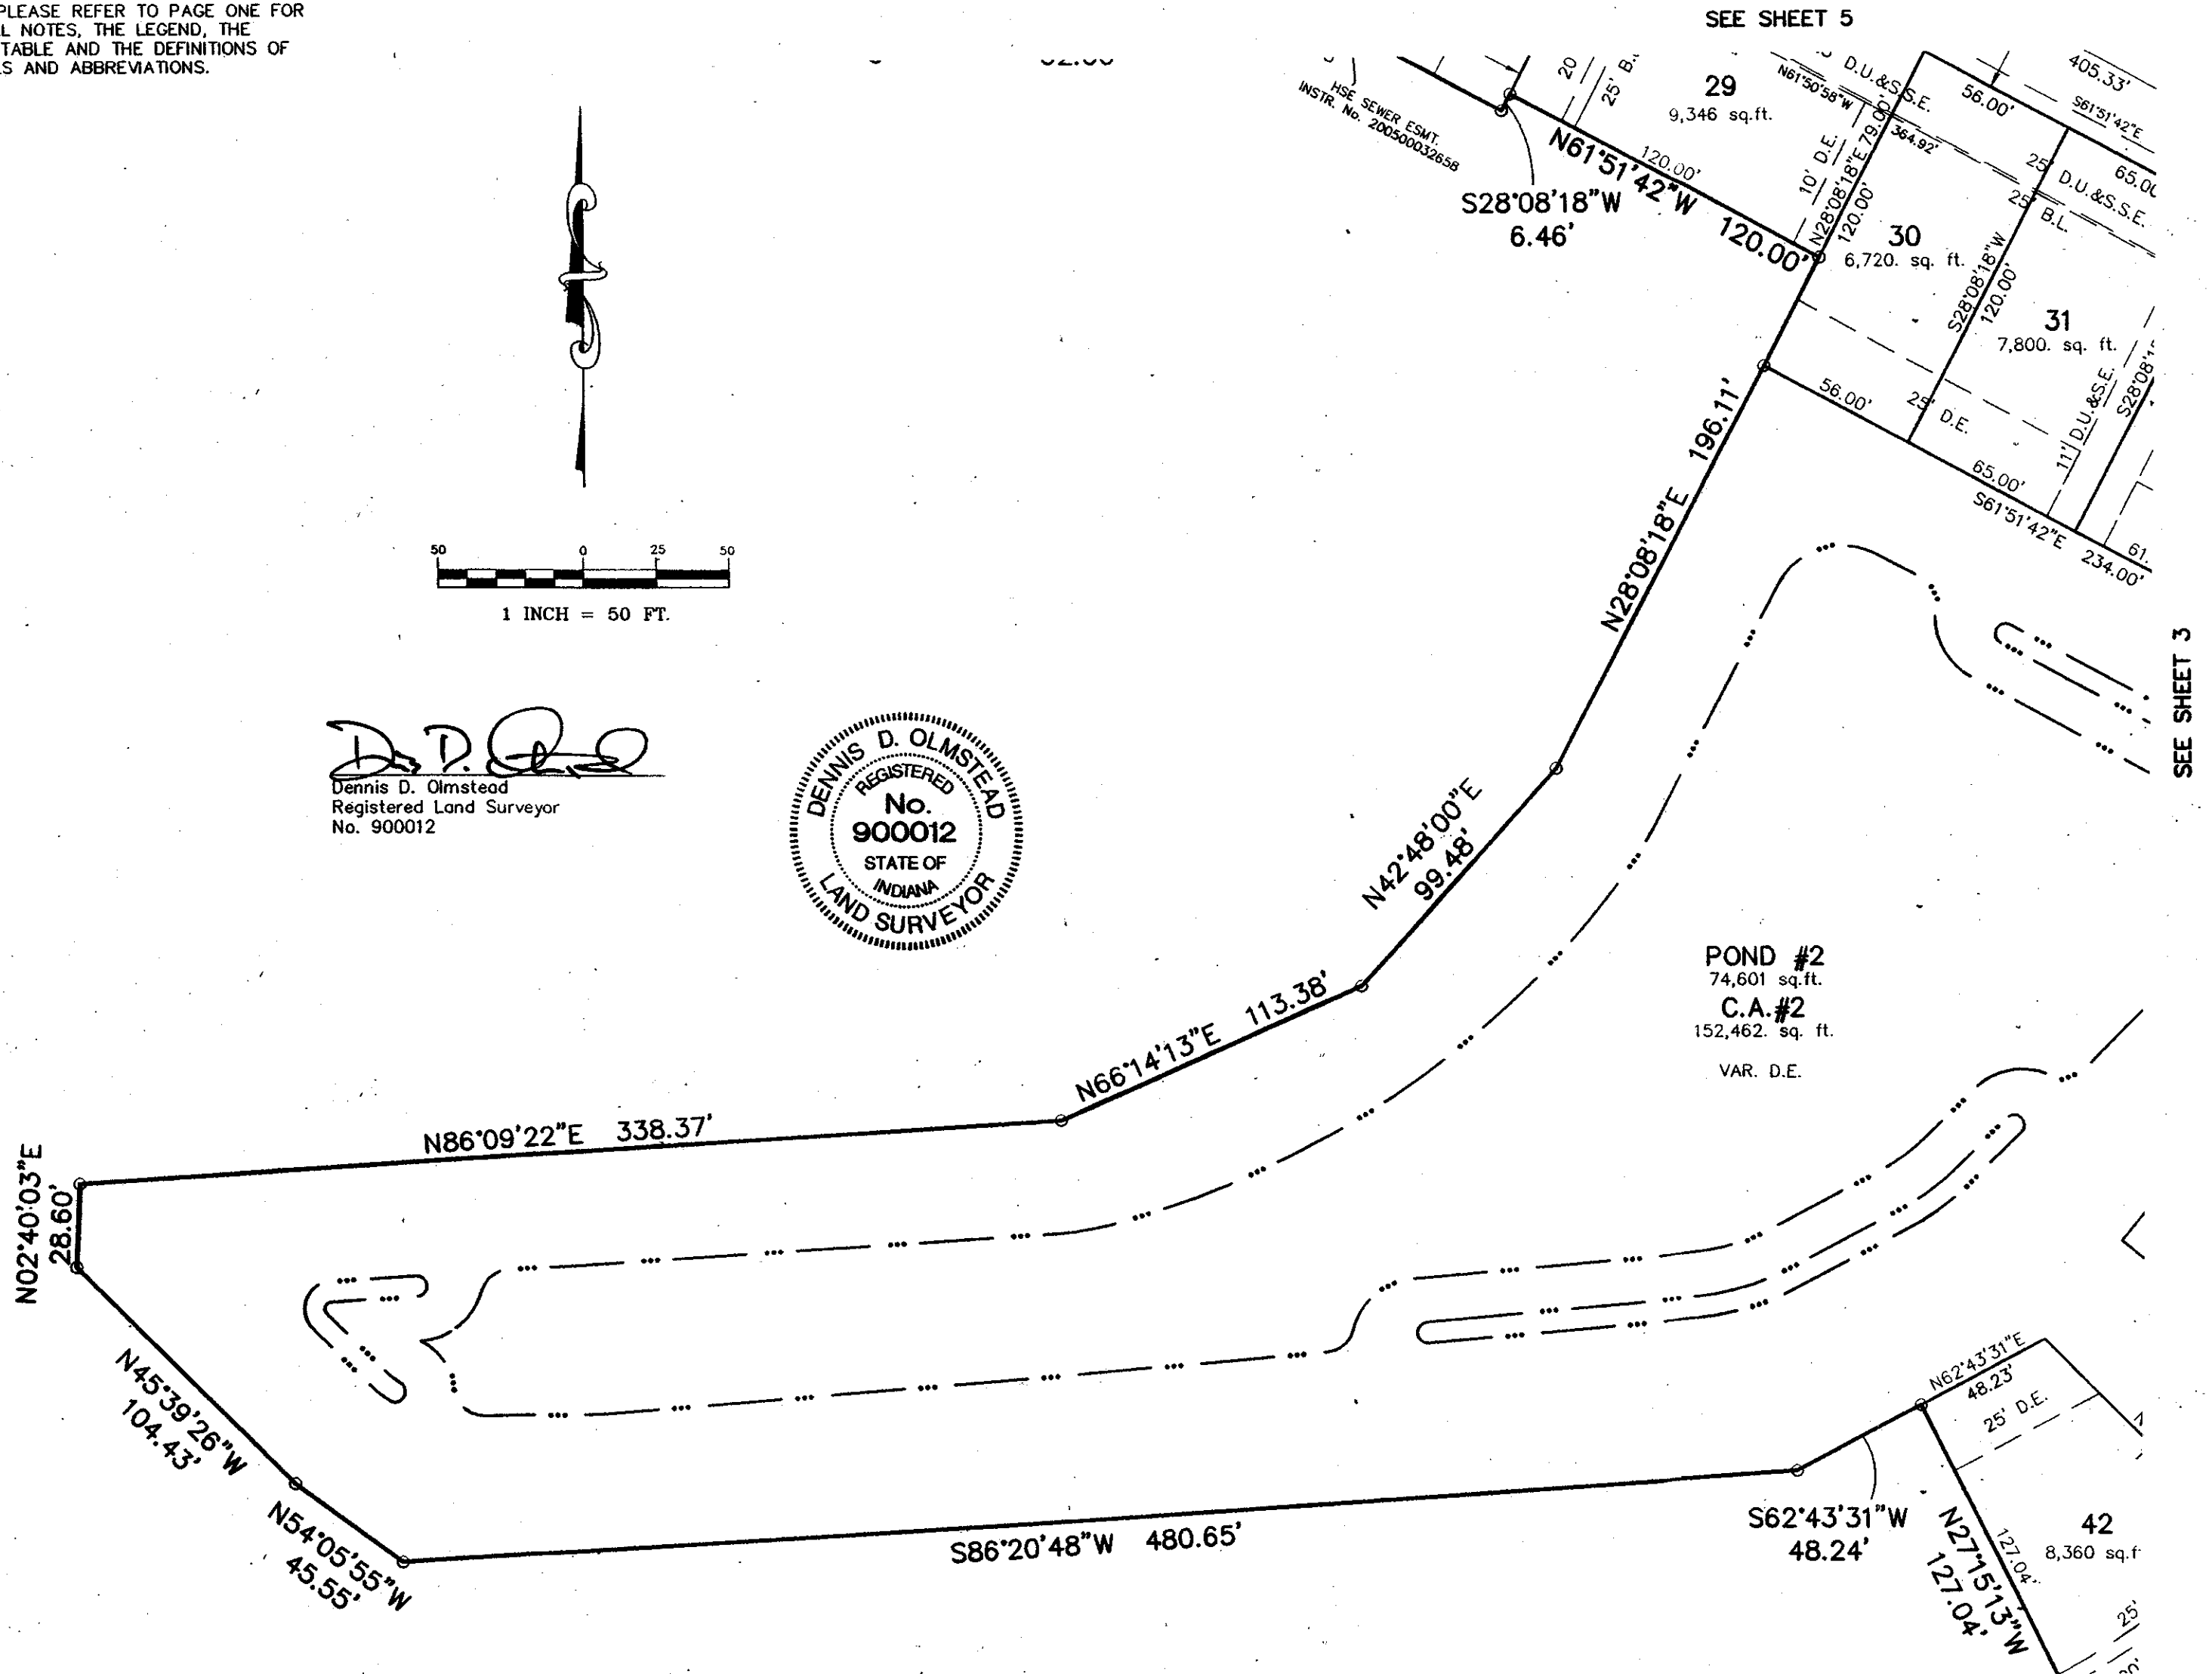 PLEASE REFER TO PAGE ONE FOR
NOTES, THE LEGEND, THE
TABLE AND THE DEFINITIONS OF
AND ABBREVIATIONS.
SEE SHEET 5
HSE SEWER ESMT.
INSTR. No. 200500032658
20
25' B.
29
9,346 sq.ft.
N61°51'42"W 120.00'
120.00'
S28°08'18"W
6.46'
D.U.&S.S.E.
N61°50'58"W
364.92'
10' D.E.
N28°08'18"E 79.00'
120.00'
56.00'
405.33'
S61°51'42"E
30
6,720. sq. ft.
25' D.U.&S.S.E.
25' B.L.
65.00
S28°08'18"W
120.00'
31
7,800. sq. ft.
11' D.U.&S.E.
S28°08'1
56.00'
25' D.E.
65.00'
S61°51'42"E 234.00'
61.
50 0 25 50
1 INCH = 50 FT.
Dennis D. Olmstead
Registered Land Surveyor
No. 900012
DENNIS D. OLMSTEAD
REGISTERED
No.
900012
STATE OF
INDIANA
LAND SURVEYOR
SEE SHEET 3
N28°08'18"E 196.11'
N42°48'00"E
99.48'
N66°14'13"E 113.38'
N86°09'22"E 338.37'
N02°40'03"E
28.60'
POND #2
74,601 sq.ft.
C.A.#2
152,462. sq. ft.
VAR. D.E.
N45°39'26"W
104.43'
N54°05'55"W
45.55'
S86°20'48"W 480.65'
S62°43'31"W
48.24'
N62°43'31"E
48.23'
25' D.E.
N27°15'13"W
127.04'
127.04'
42
8,360 sq.f
25'